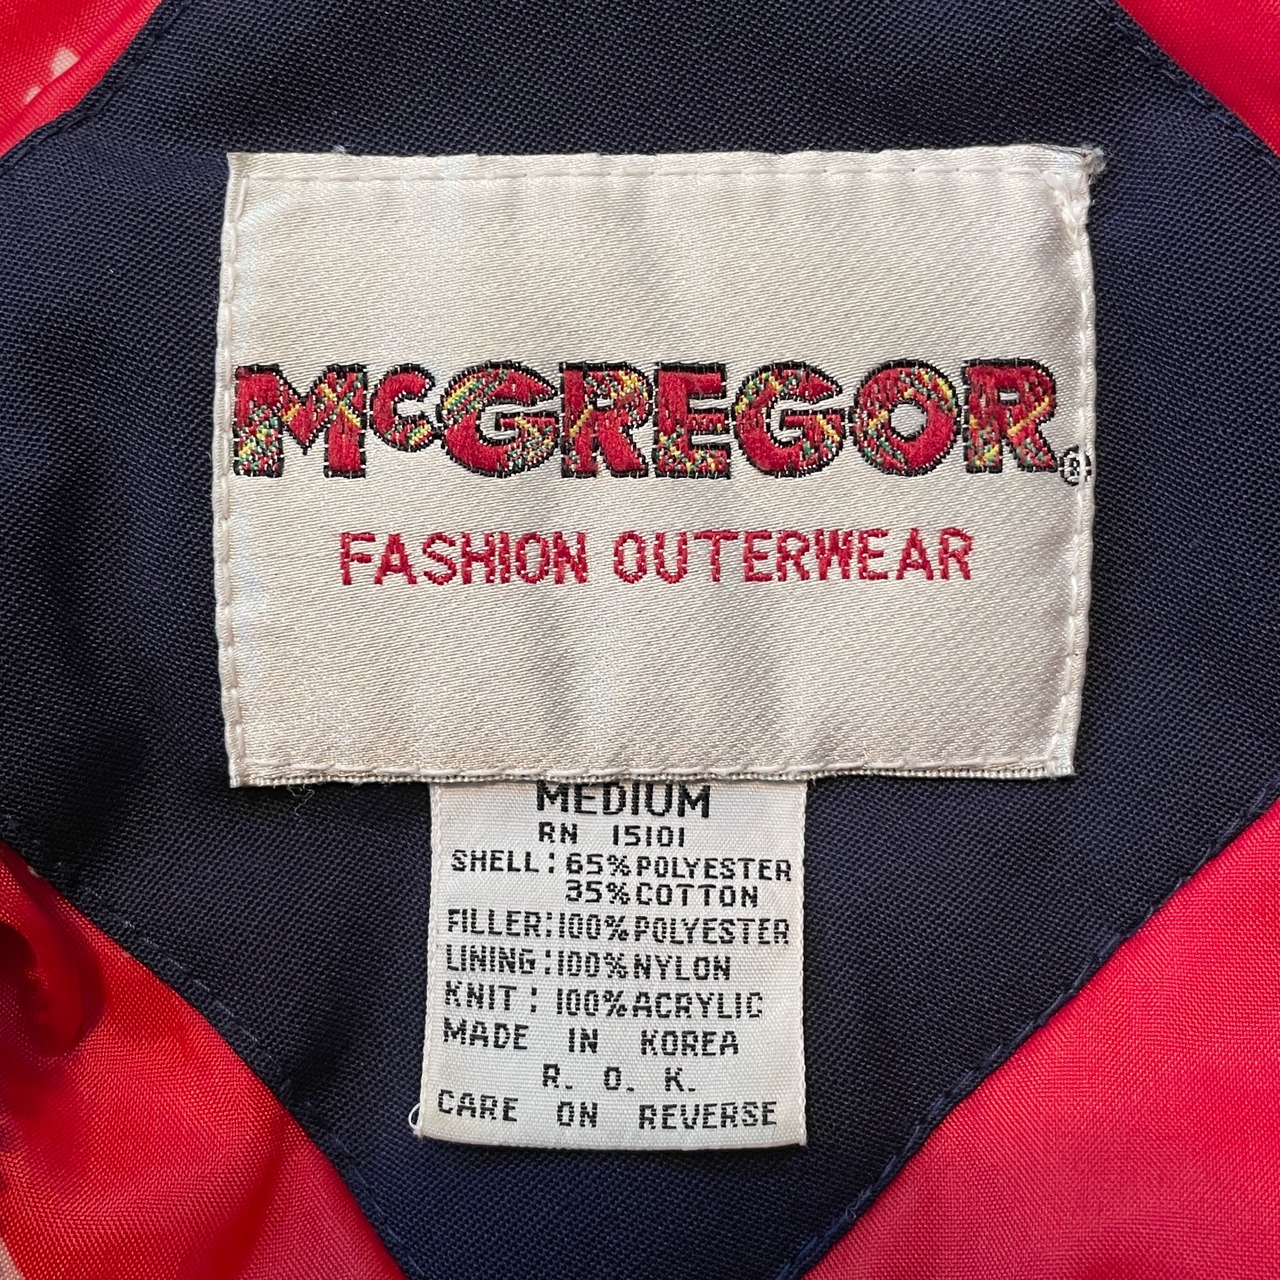 McGREGOR®
FASHION OUTERWEAR
MEDIUM
RN 15101
SHELL: 65% POLYESTER
35% COTTON
FILLER: 100% POLYESTER
LINING: 100% NYLON
KNIT: 100% ACRYLIC
MADE IN KOREA
R. O. K.
CARE ON REVERSE